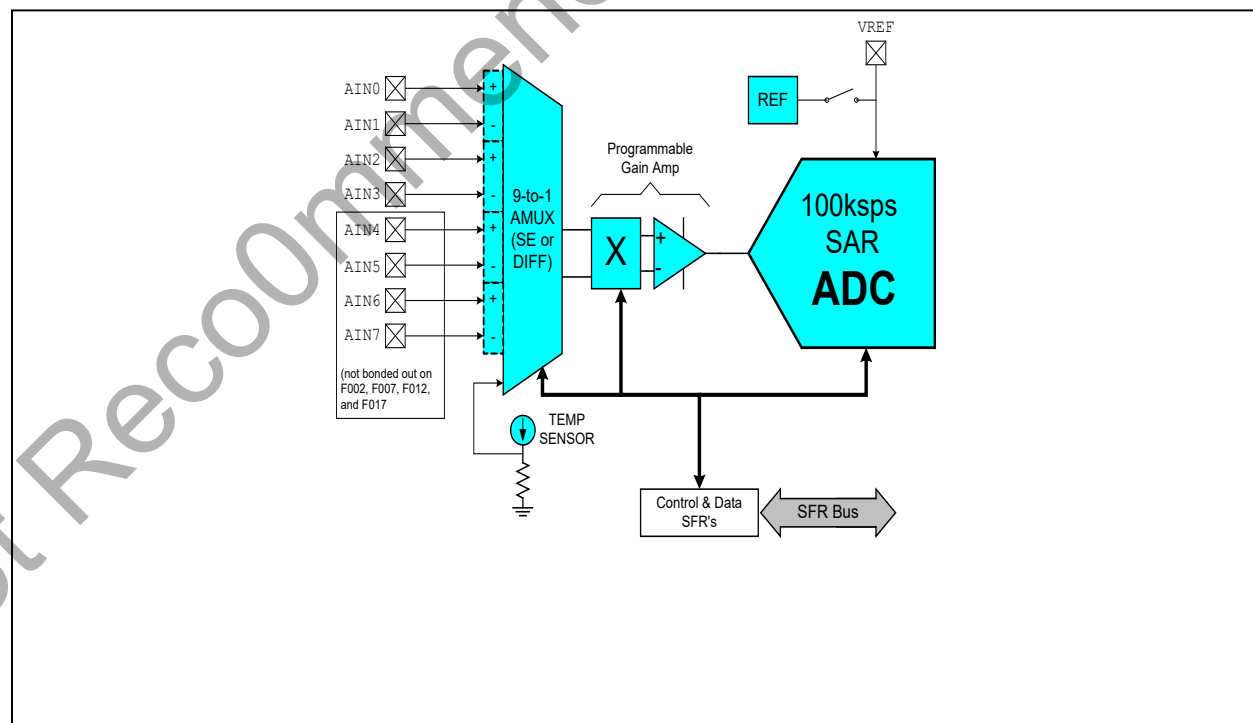 VREF
AIN0
+
REF
AIN1
-
Programmable
Gain Amp
AIN2
+
AIN3
-
9-to-1
AMUX
(SE or
DIFF)
100ksps
SAR
ADC
AIN4
+
X
+
-
AIN5
-
AIN6
+
AIN7
-
(not bonded out on
F002, F007, F012,
and F017
TEMP
SENSOR
Control & Data
SFR's
SFR Bus
Reco0mmen